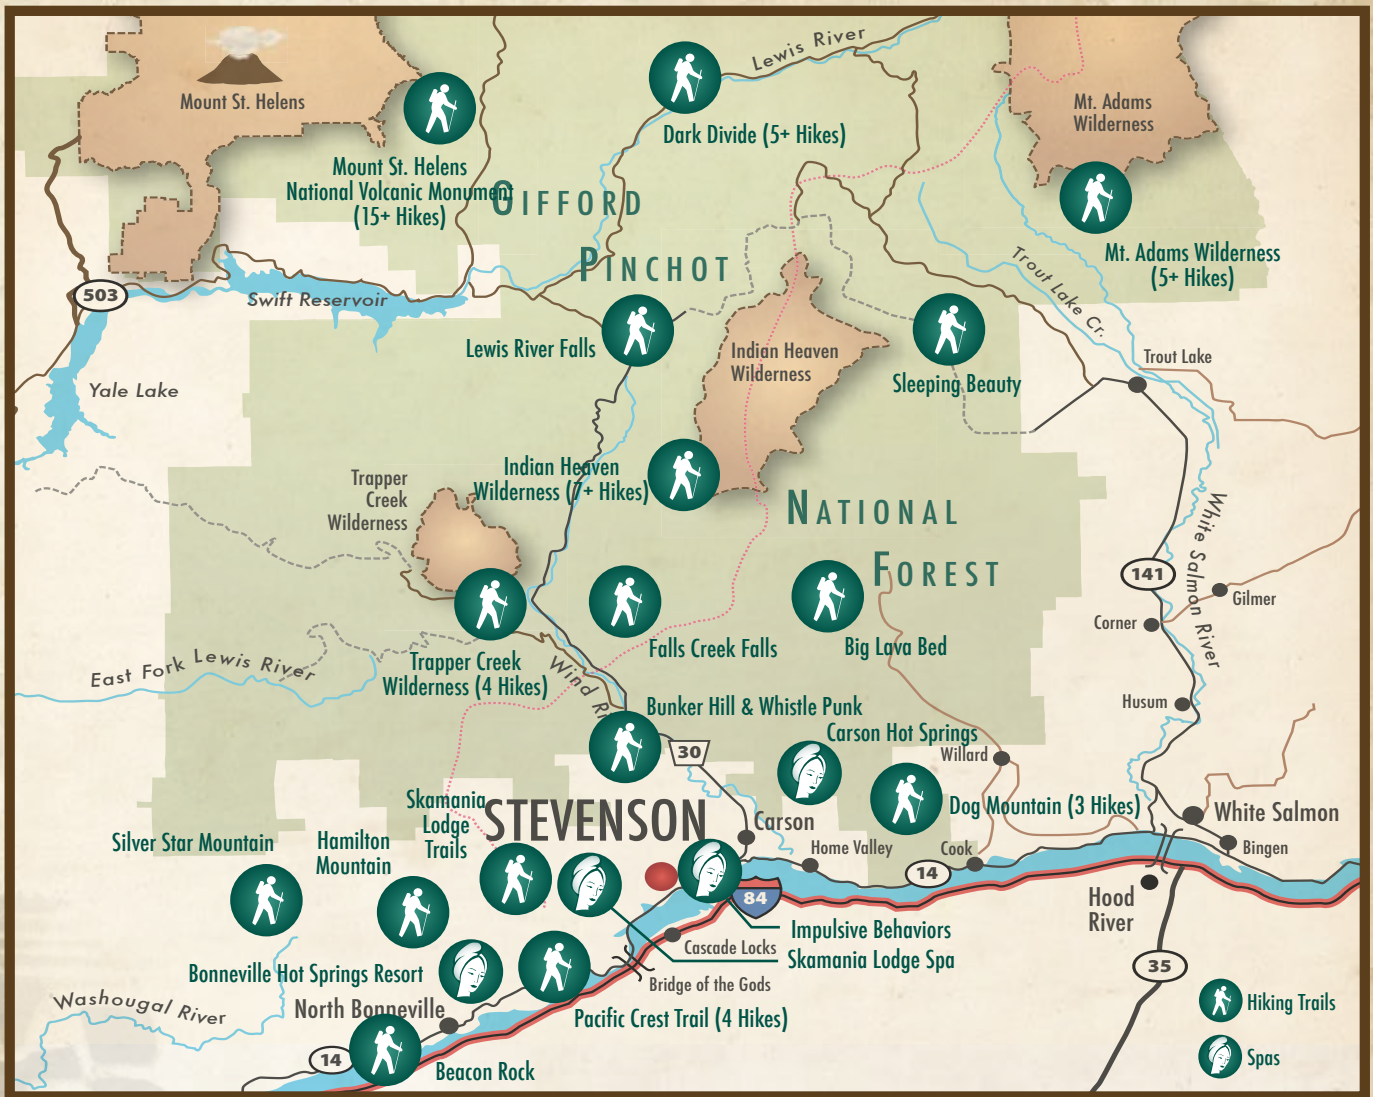 Lewis River
Mount St. Helens
Mt. Adams
Wilderness
Dark Divide (5+ Hikes)
Mount St. Helens
National Volcanic Monument
(15+ Hikes)
GIFFORD
PINCHOT
NATIONAL
FOREST
Mt. Adams Wilderness
(5+ Hikes)
Trout Lake Cr.
503
Swift Reservoir
Lewis River Falls
Indian Heaven
Wilderness
Sleeping Beauty
Trout Lake
Yale Lake
Trapper
Creek
Wilderness
Indian Heaven
Wilderness (7+ Hikes)
White Salmon River
141
Gilmer
Corner
Falls Creek Falls
Big Lava Bed
East Fork Lewis River
Trapper Creek
Wilderness (4 Hikes)
Wind Ri
Husum
Bunker Hill & Whistle Punk
Carson Hot Springs
30
Willard
Skamania
Lodge
Trails
STEVENSON
Dog Mountain (3 Hikes)
Carson
White Salmon
Silver Star Mountain
Hamilton
Mountain
Home Valley
Cook
Bingen
14
84
Hood
River
Impulsive Behaviors
Cascade Locks
Skamania Lodge Spa
35
Bonneville Hot Springs Resort
Bridge of the Gods
Washougal River
North Bonneville
Pacific Crest Trail (4 Hikes)
Hiking Trails
14
Beacon Rock
Spas